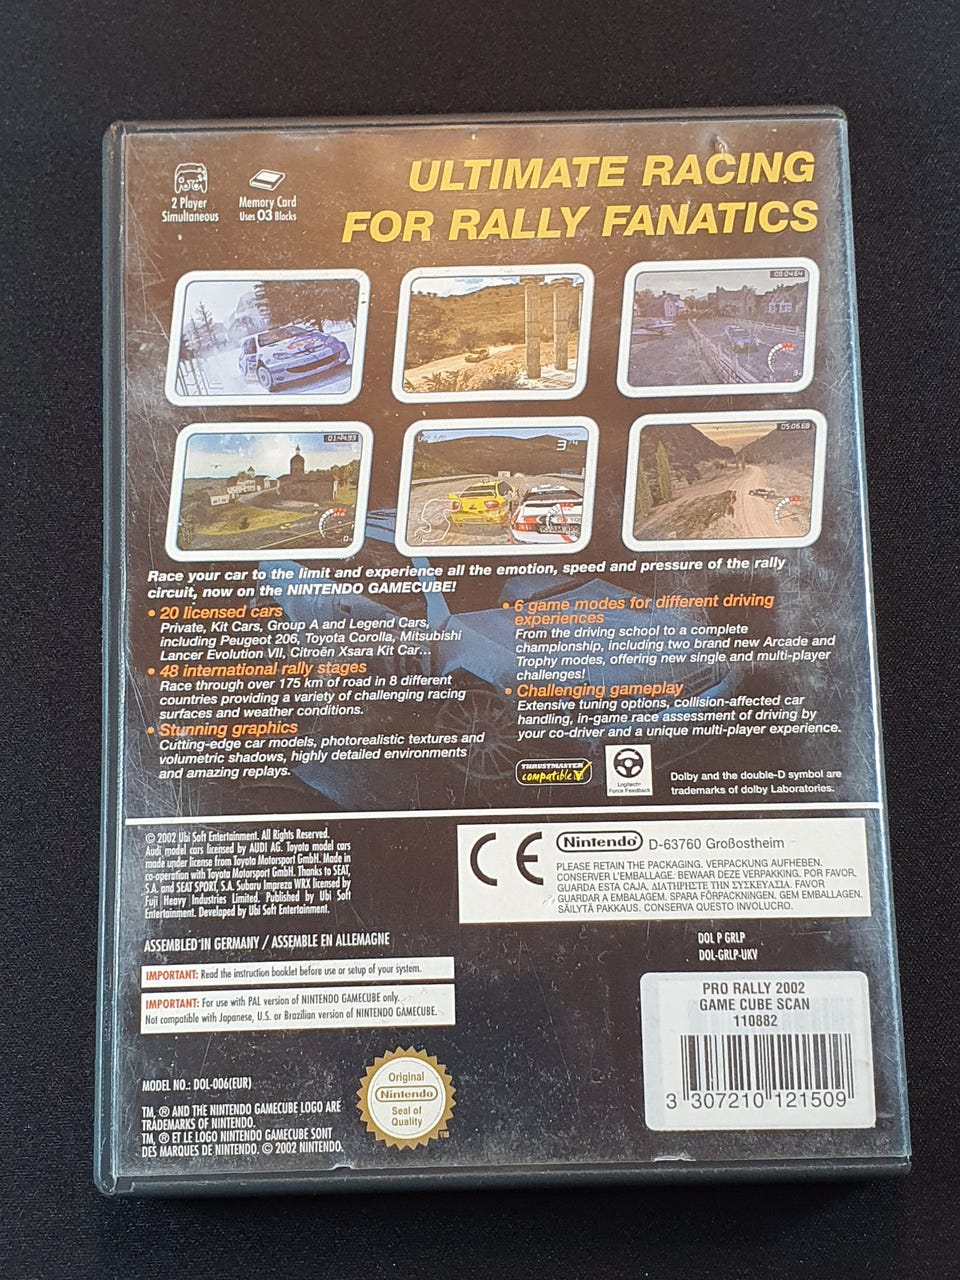 ULTIMATE RACING
FOR RALLY FANATICS
2 Player
Simultaneous
Memory Card
Uses 03 Blocks
Race your car to the limit and experience all the emotion, speed and pressure of the rally
circuit, now on the NINTENDO GAMECUBE!
• 20 licensed cars
Private, Kit Cars, Group A and Legend Cars,
including Peugeot 206, Toyota Corolla, Mitsubishi
Lancer Evolution VII, Citroën Xsara Kit Car...
• 48 international rally stages
Race through over 175 km of road in 8 different
countries providing a variety of challenging racing
surfaces and weather conditions.
• Stunning graphics
Cutting-edge car models, photorealistic textures and
volumetric shadows, highly detailed environments
and amazing replays.
• 6 game modes for different driving
experiences
From the driving school to a complete
championship, including two brand new Arcade and
Trophy modes, offering new single and multi-player
challenges!
• Challenging gameplay
Extensive tuning options, collision-affected car
handling, in-game race assessment of driving by
your co-driver and a unique multi-player experience.
THRUSTMASTER
compatible
Logitech
Force Feedback
Dolby and the double-D symbol are
trademarks of dolby Laboratories.
© 2002 Ubi Soft Entertainment. All Rights Reserved.
Audi model cars licensed by AUDI AG. Toyota model cars
made under license from Toyota Motorsport GmbH. Made in
co-operation with Toyota Motorsport GmbH. Thanks to SEAT,
S.A. and SEAT SPORT, S.A. Subaru Impreza WRX licensed by
Fuji Heavy Industries Limited. Published by Ubi Soft
Entertainment. Developed by Ubi Soft Entertainment.
CE
Nintendo D-63760 Großostheim
PLEASE RETAIN THE PACKAGING. VERPACKUNG AUFHEBEN.
CONSERVER L'EMBALLAGE. BEWAAR DEZE VERPAKKING. POR FAVOR,
GUARDA ESTA CAJA. ΔΙΑΤΗΡΗΣΤΕ ΤΗΝ ΣΥΣΚΕΥΑΣΙΑ. FAVOR
GUARDAR A EMBALAGEM. SPARA FÖRPACKNINGEN. GEM EMBALLAGEN.
SÄILYTÄ PAKKAUS. CONSERVA QUESTO INVOLUCRO.
ASSEMBLED IN GERMANY / ASSEMBLE EN ALLEMAGNE
DOL P GRLP
DOL-GRLP-UKV
IMPORTANT: Read the instruction booklet before use or setup of your system.
IMPORTANT: For use with PAL version of NINTENDO GAMECUBE only.
Not compatible with Japanese, U.S. or Brazilian version of NINTENDO GAMECUBE.
PRO RALLY 2002
GAME CUBE SCAN
110882
3 307210 121509
MODEL NO.: DOL-006(EUR)
TM, ® AND THE NINTENDO GAMECUBE LOGO ARE
TRADEMARKS OF NINTENDO.
TM, ® ET LE LOGO NINTENDO GAMECUBE SONT
DES MARQUES DE NINTENDO. © 2002 NINTENDO.
Original
Nintendo
Seal of
Quality
TM